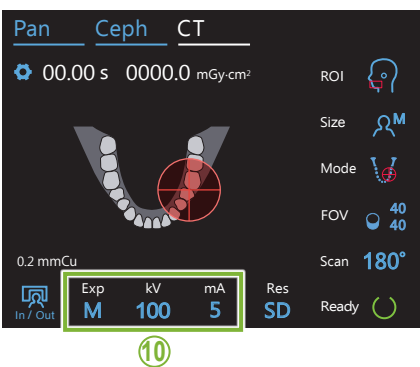 Pan Ceph CT
00.00 s 0000.0 mGy·cm²
ROI
Size M
Mode
FOV 40 40
0.2 mmCu
Scan 180°
In / Out
Exp kV mA Res
M 100 5 SD
Ready
10